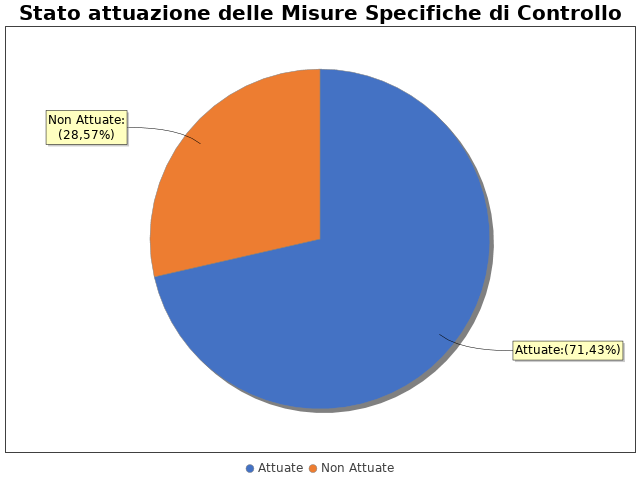 Stato attuazione delle Misure Specifiche di Controllo
Non Attuate:
(28,57%)
Attuate:(71,43%)
Attuate Non Attuate